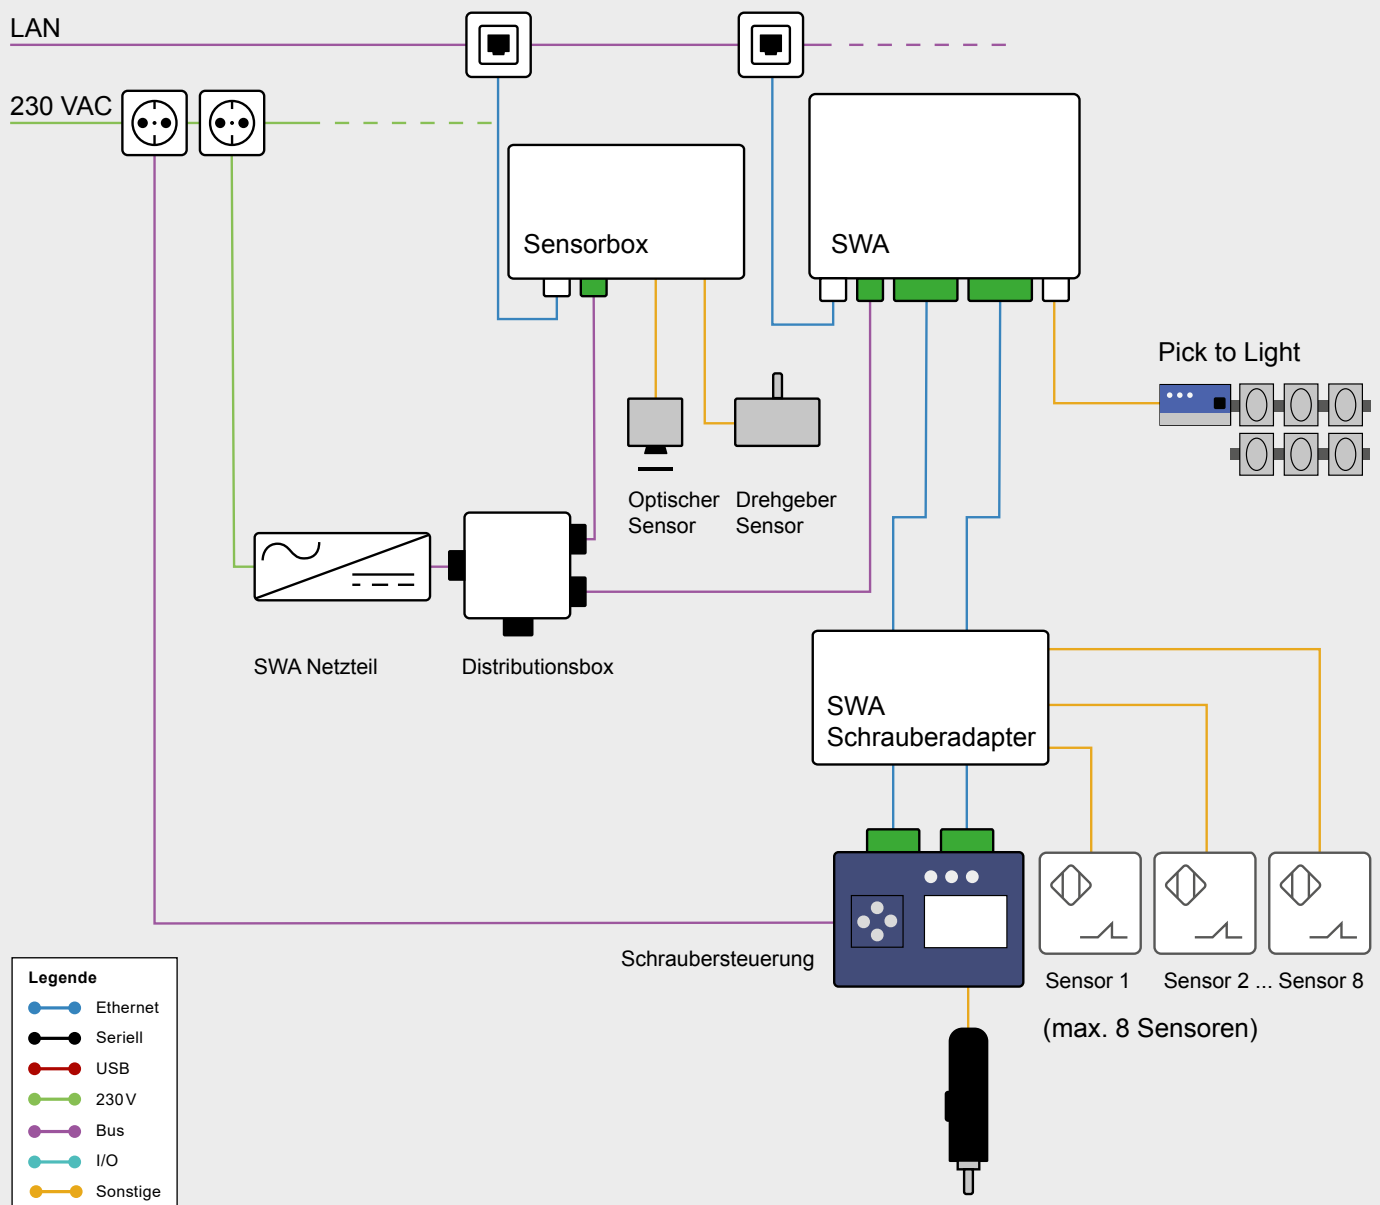 LAN
230 VAC
Sensorbox
SWA
Pick to Light
Optischer
Sensor
Drehgeber
Sensor
SWA Netzteil
Distributionsbox
SWA
Schrauberadapter
Schraubersteuerung
Sensor 1
Sensor 2 ... Sensor 8
(max. 8 Sensoren)
Legende
Ethernet
Seriell
USB
230 V
Bus
I/O
Sonstige